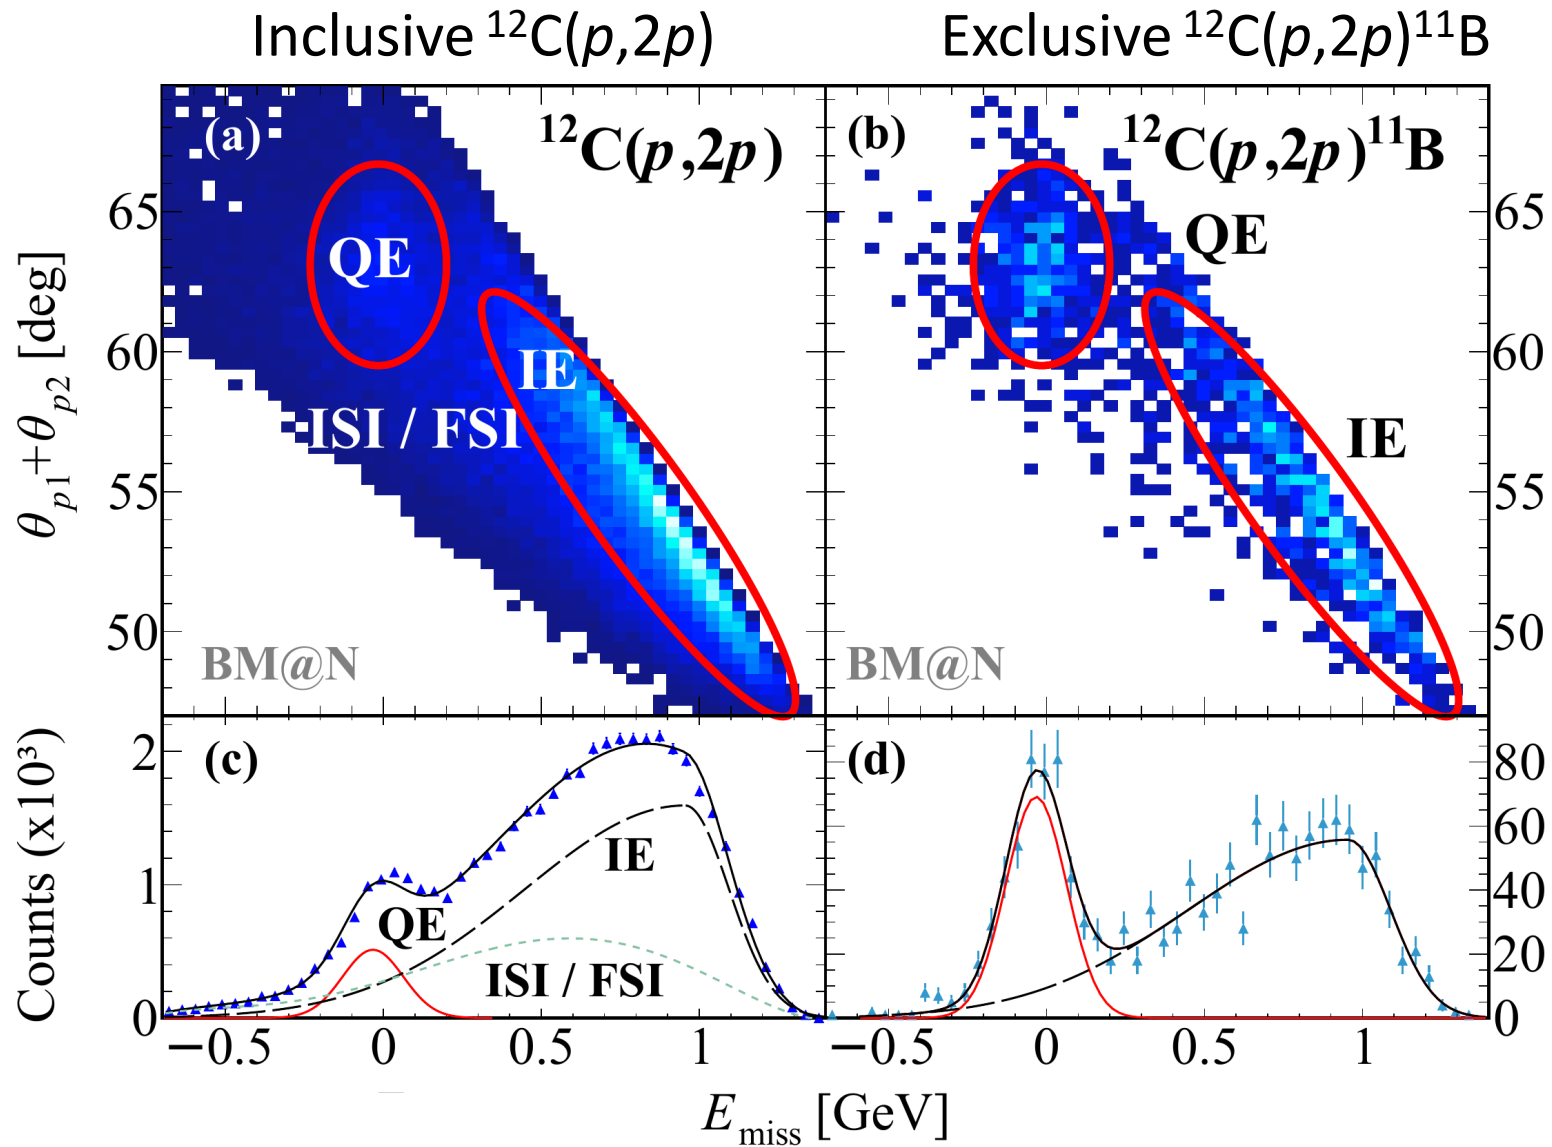 Inclusive ¹²C(p,2p)
Exclusive ¹²C(p,2p)¹¹B
(a)
¹²C(p,2p)
QE
IE
ISI / FSI
BM@N
(b)
¹²C(p,2p)¹¹B
QE
IE
BM@N
65
60
55
50
65
60
55
50
θp1+θp2 [deg]
(c)
QE
IE
ISI / FSI
2
1
0
Counts (x10³)
(d)
80
60
40
20
0
−0.5
0
0.5
1
−0.5
0
0.5
1
Emiss [GeV]